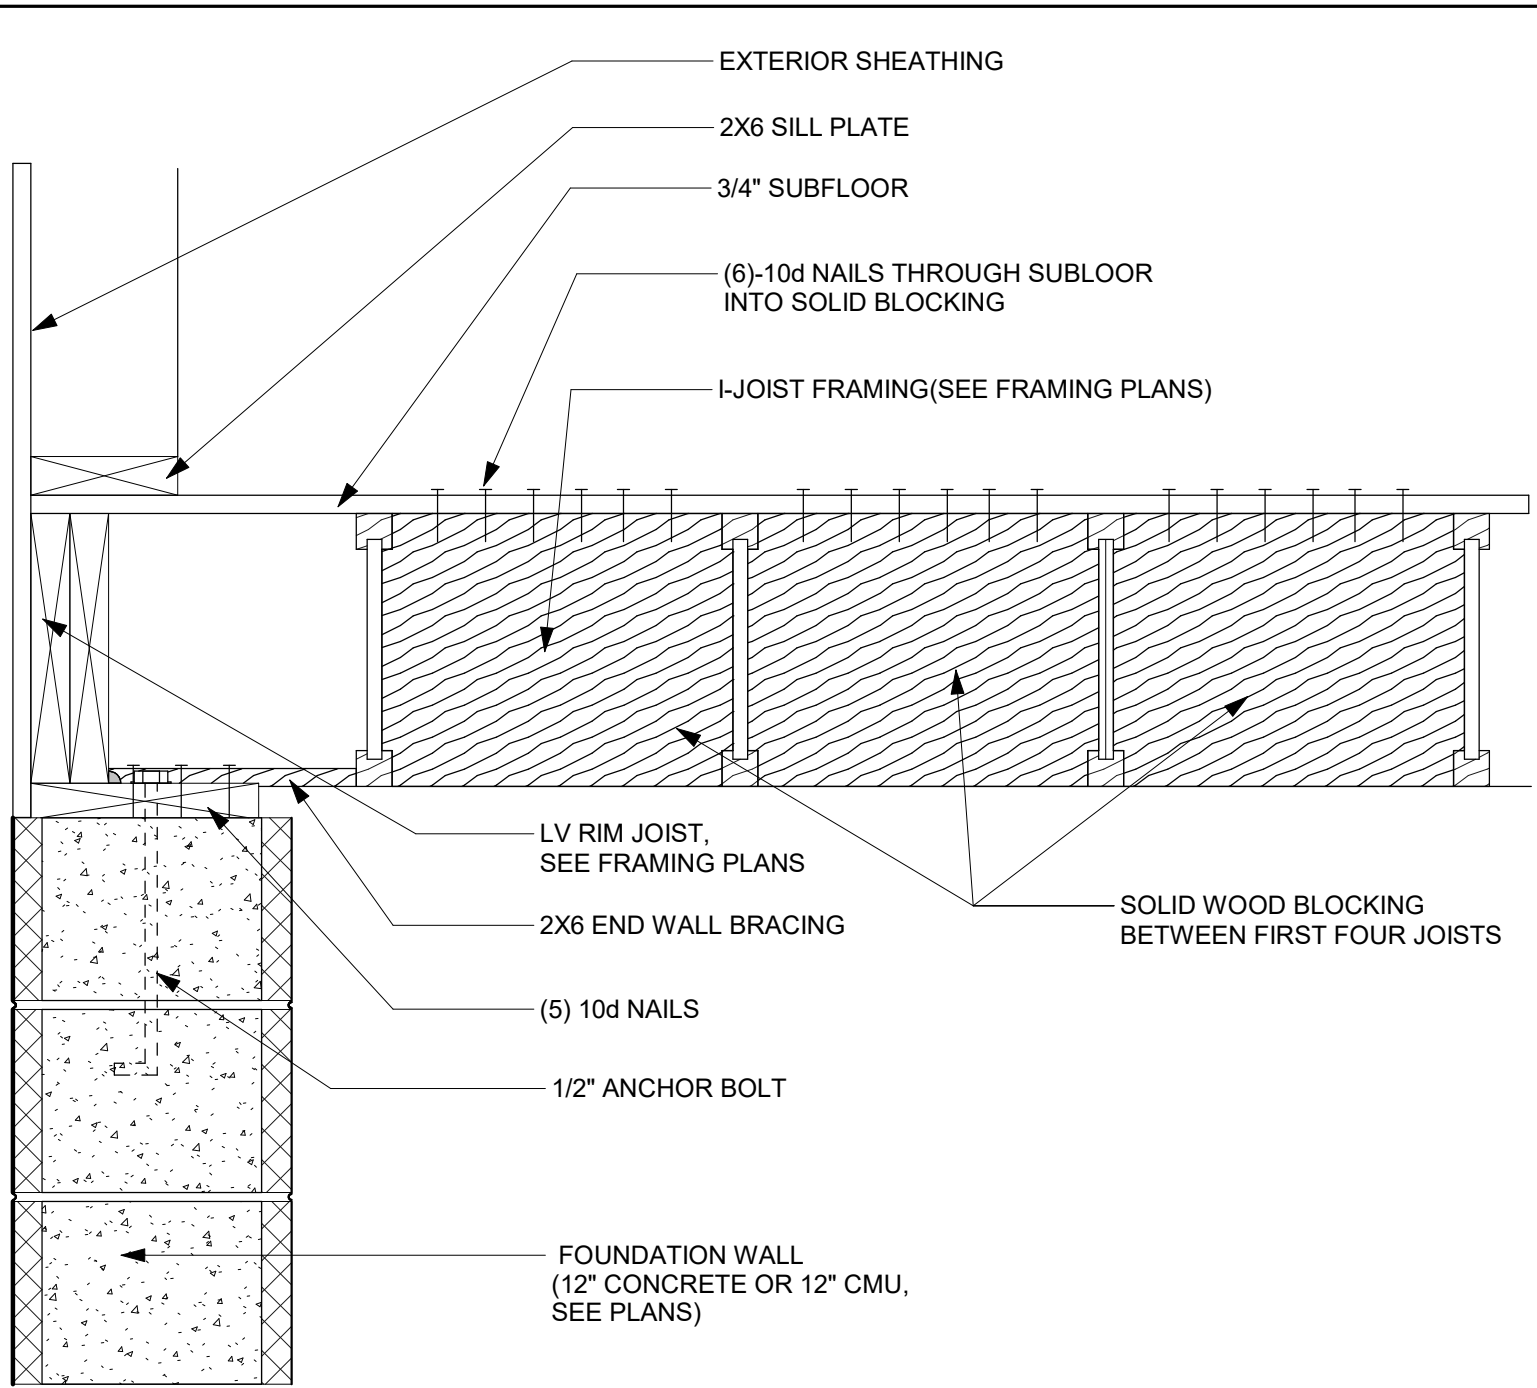 EXTERIOR SHEATHING
2X6 SILL PLATE
3/4" SUBFLOOR
(6)-10d NAILS THROUGH SUBLOOR
INTO SOLID BLOCKING
I-JOIST FRAMING(SEE FRAMING PLANS)
LV RIM JOIST,
SEE FRAMING PLANS
2X6 END WALL BRACING
SOLID WOOD BLOCKING
BETWEEN FIRST FOUR JOISTS
(5) 10d NAILS
1/2" ANCHOR BOLT
FOUNDATION WALL
(12" CONCRETE OR 12" CMU,
SEE PLANS)